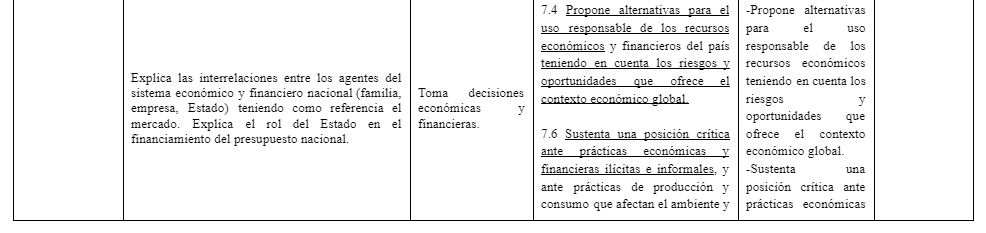 Explica las interrelaciones entre los agentes del
sistema económico y financiero nacional (familia,
empresa, Estado) teniendo como referencia el
mercado. Explica el rol del Estado en el
financiamiento del presupuesto nacional.
Toma decisiones
económicas y
financieras.
7.4 Propone alternativas para el
uso responsable de los recursos
económicos y financieros del país
teniendo en cuenta los riesgos y
oportunidades que ofrece el
contexto económico global.
7.6 Sustenta una posición crítica
ante prácticas económicas y
financieras ilícitas e informales, y
ante prácticas de producción y
consumo que afectan el ambiente y
-Propone alternativas
para el uso
responsable de los
recursos económicos
teniendo en cuenta los
riesgos y
oportunidades que
ofrece el contexto
económico global.
-Sustenta una
posición crítica ante
prácticas económicas